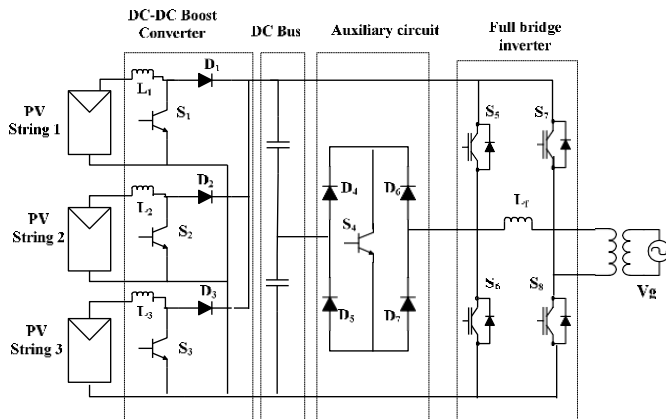 DC-DC Boost
Converter
DC Bus
Auxiliary circuit
Full bridge
inverter
PV
String 1
L1
D1
S1
PV
String 2
L2
D2
S2
PV
String 3
L3
D3
S3
D4
D6
S4
D5
D7
S5
S7
Lf
S6
S8
Vg